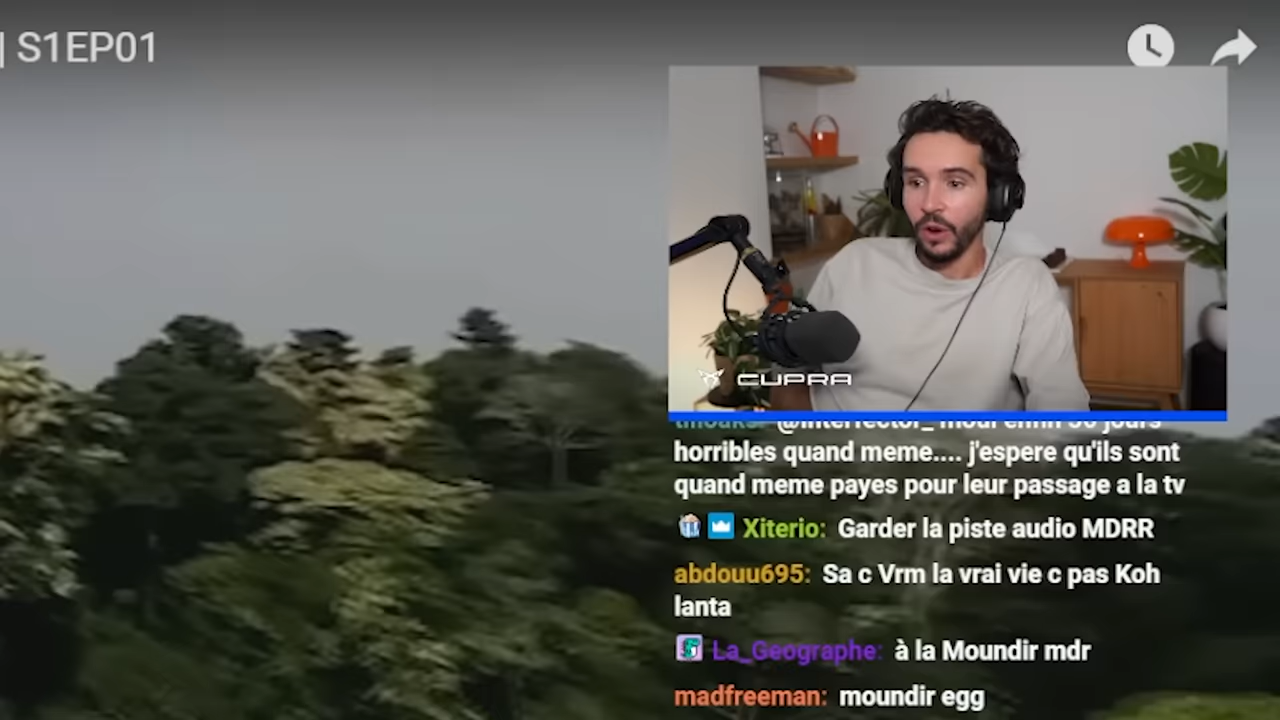 | S1EP01
CUPRA
horribles quand meme.... j'espere qu'ils sont
quand meme payes pour leur passage a la tv
Xiterio: Garder la piste audio MDRR
abdouu695: Sa c Vrm la vrai vie c pas Koh
lanta
La_Geographe: à la Moundir mdr
madfreeman: moundir egg